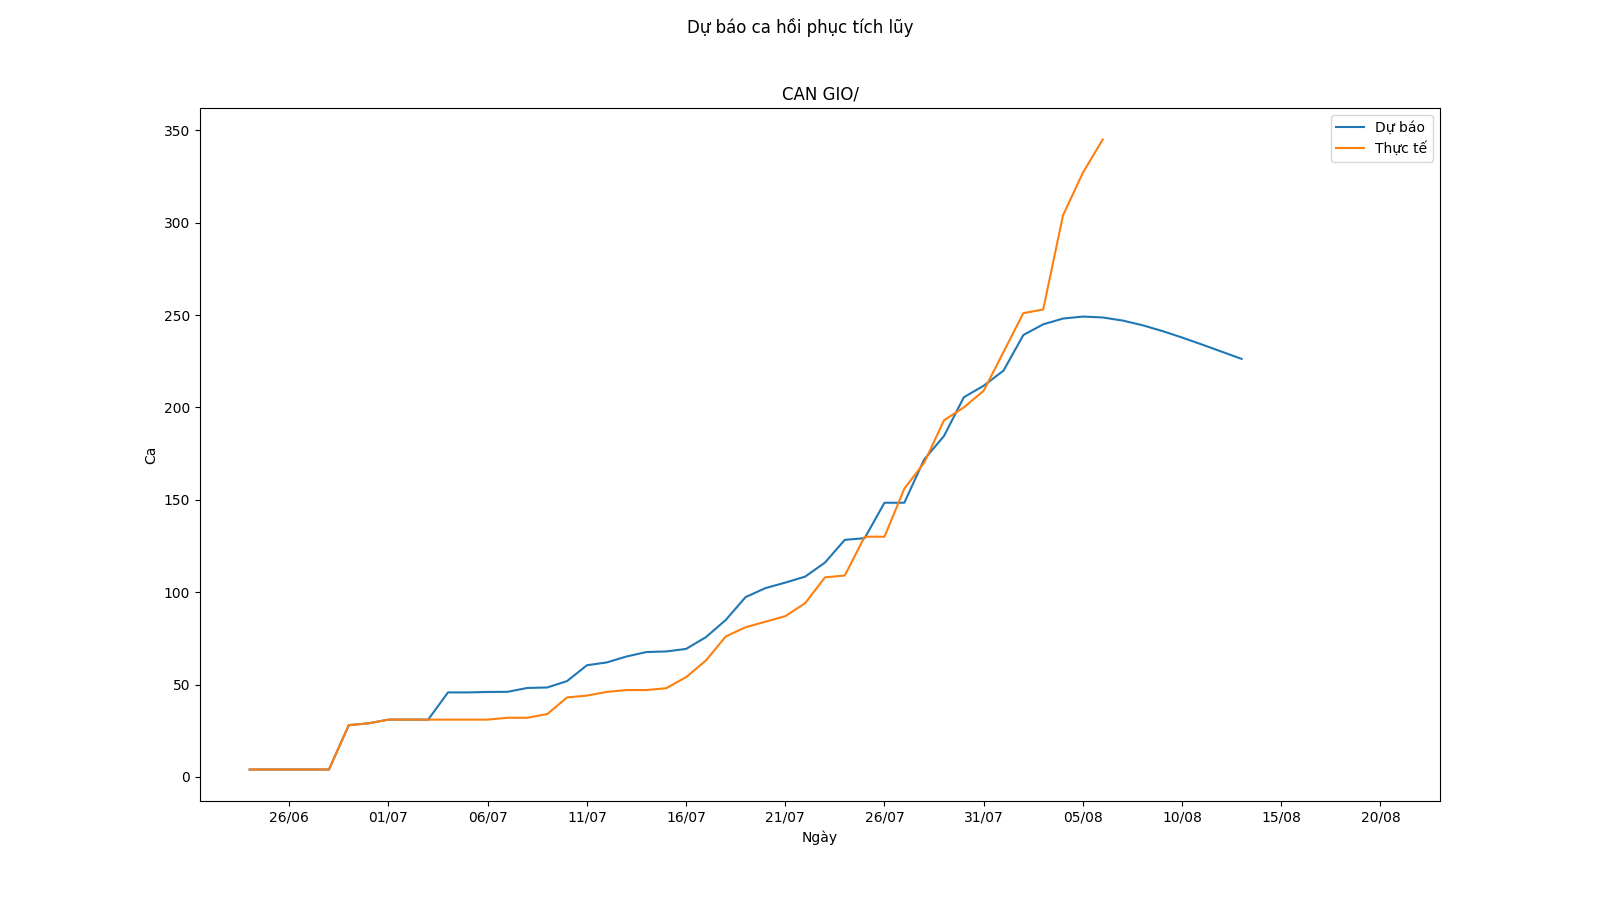 Dự báo ca hồi phục tích lũy
CAN GIO/
Dự báo
Thực tế
350
300
250
200
150
100
50
0
Ca
26/06 01/07 06/07 11/07 16/07 21/07 26/07 31/07 05/08 10/08 15/08 20/08
Ngày